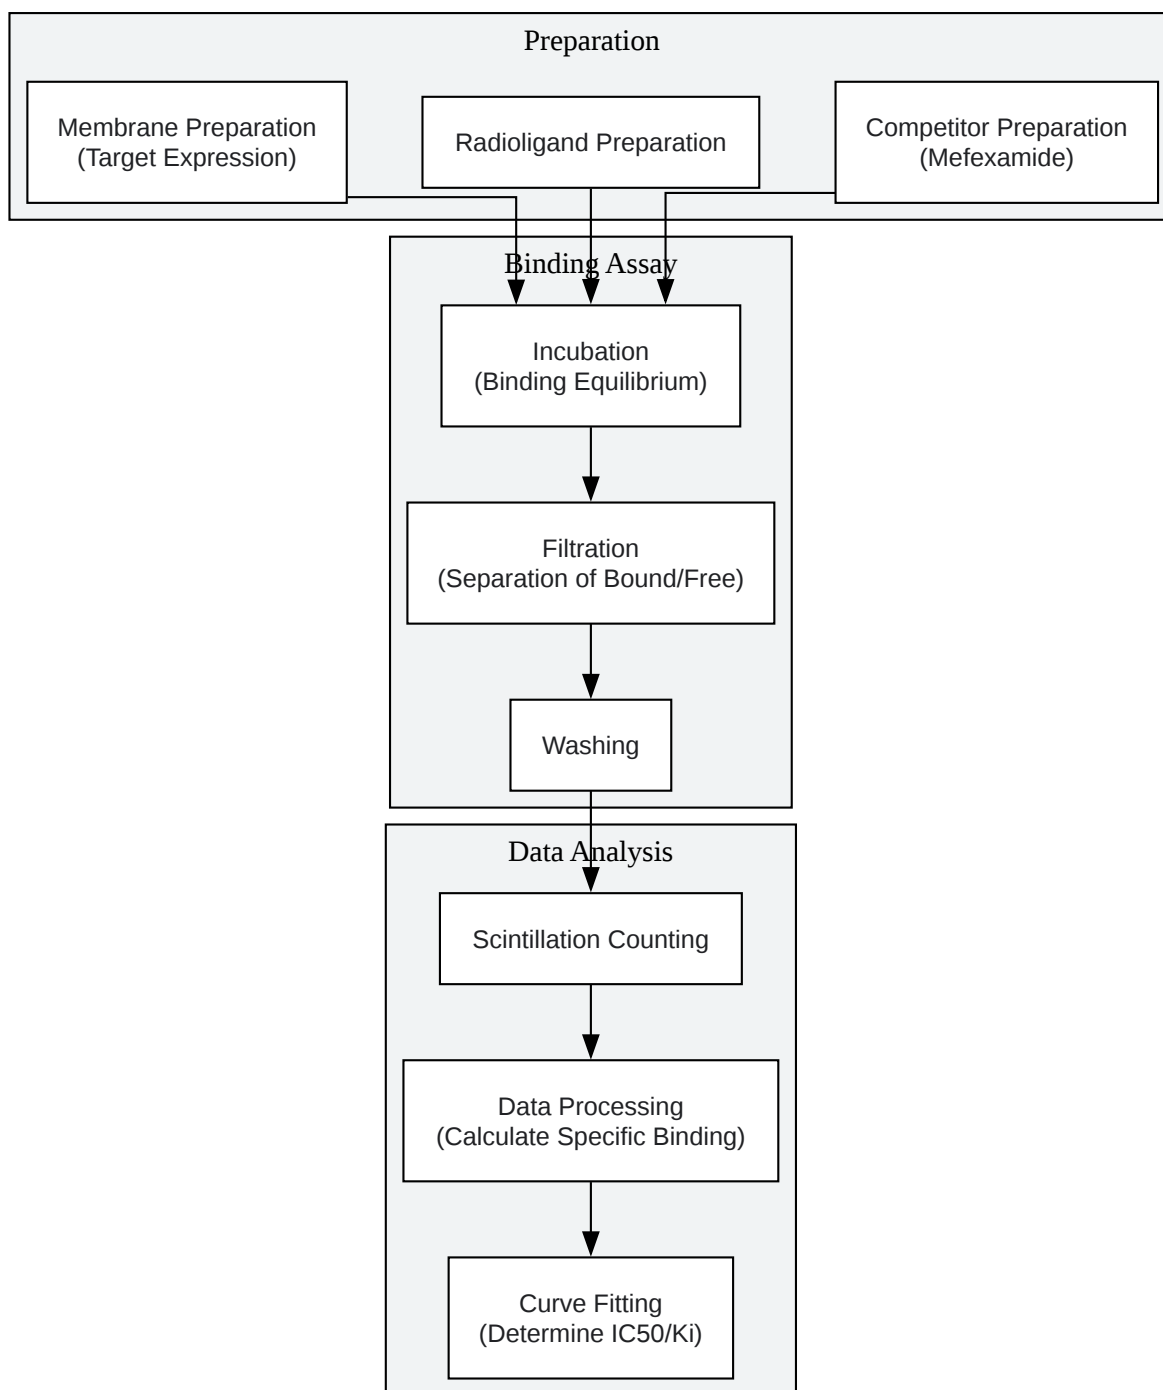 Preparation
Membrane Preparation
(Target Expression)
Radioligand Preparation
Competitor Preparation
(Mefexamide)
Binding Assay
Incubation
(Binding Equilibrium)
Filtration
(Separation of Bound/Free)
Washing
Data Analysis
Scintillation Counting
Data Processing
(Calculate Specific Binding)
Curve Fitting
(Determine IC50/Ki)